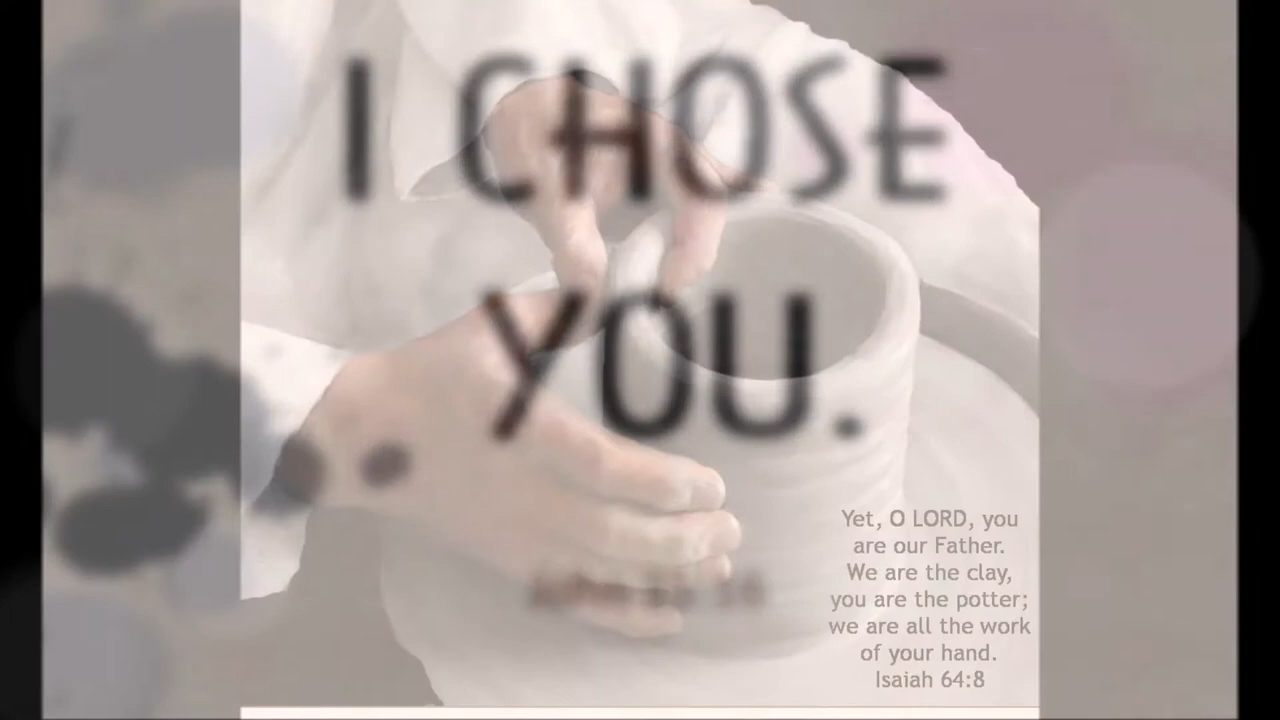 I CHOSE
YOU.
Yet, O LORD, you
are our Father.
We are the clay,
you are the potter;
we are all the work
of your hand.
Isaiah 64:8